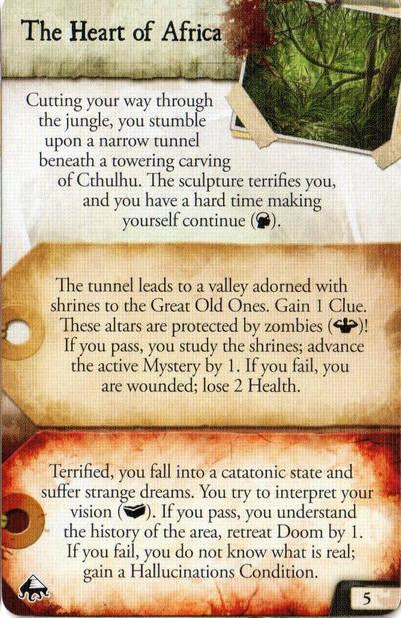 The Heart of Africa
Cutting your way through
the jungle, you stumble
upon a narrow tunnel
beneath a towering carving
of Cthulhu. The sculpture terrifies you,
and you have a hard time making
yourself continue ( ).
The tunnel leads to a valley adorned with
shrines to the Great Old Ones. Gain 1 Clue.
These altars are protected by zombies ( )!
If you pass, you study the shrines; advance
the active Mystery by 1. If you fail, you
are wounded; lose 2 Health.
Terrified, you fall into a catatonic state and
suffer strange dreams. You try to interpret your
vision ( ). If you pass, you understand
the history of the area, retreat Doom by 1.
If you fail, you do not know what is real;
gain a Hallucinations Condition.
5